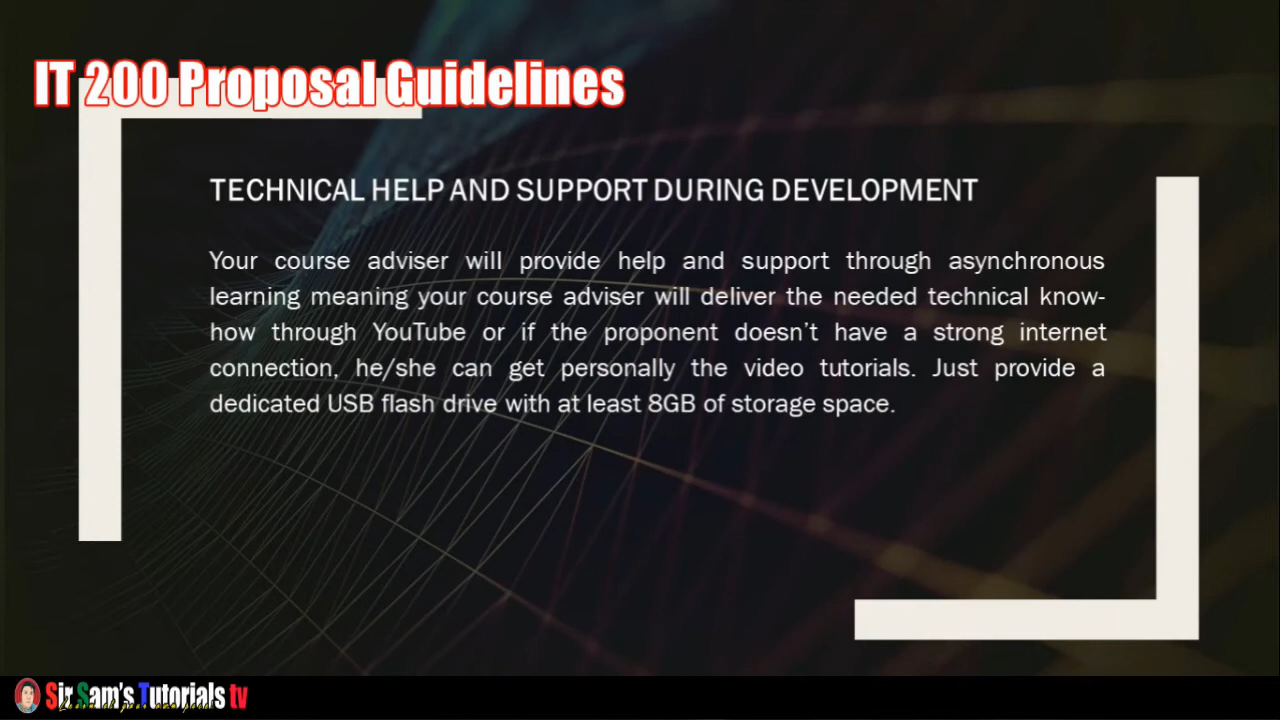 IT 200 Proposal Guidelines
TECHNICAL HELP AND SUPPORT DURING DEVELOPMENT
Your course adviser will provide help and support through asynchronous
learning meaning your course adviser will deliver the needed technical know-
how through YouTube or if the proponent doesn't have a strong internet
connection, he/she can get personally the video tutorials. Just provide a
dedicated USB flash drive with at least 8GB of storage space.
Sir Sam's Tutorials tv